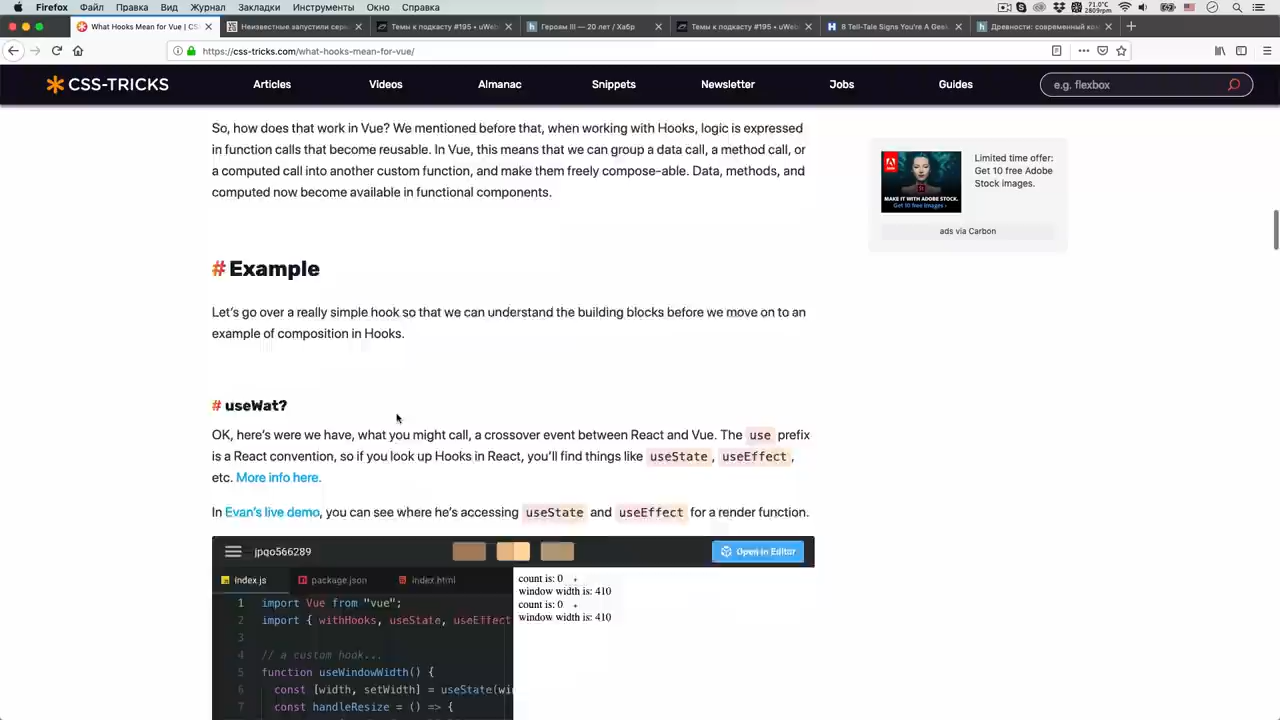 Firefox Файл Правка Вид Журнал Закладки Инструменты Окно Справка
71.0°C
2809rpm
What Hooks Mean for Vue | CS
Неизвестные запустили сери
Темы к подкасту #195 • uWeb
Героям III — 20 лет / Хабр
Темы к подкасту #195 • uWeb
8 Tell-Tale Signs You're A Gee
Древности: современный ко
https://css-tricks.com/what-hooks-mean-for-vue/
CSS-TRICKS Articles Videos Almanac Snippets Newsletter Jobs Guides e.g. flexbox
So, how does that work in Vue? We mentioned before that, when working with Hooks, logic is expressed
in function calls that become reusable. In Vue, this means that we can group a data call, a method call, or
a computed call into another custom function, and make them freely compose-able. Data, methods, and
computed now become available in functional components.
Limited time offer:
Get 10 free Adobe
Stock images.
MAKE IT WITH ADOBE STOCK.
Get 10 free images ›
ads via Carbon
# Example
Let's go over a really simple hook so that we can understand the building blocks before we move on to an
example of composition in Hooks.
# useWat?
OK, here's were we have, what you might call, a crossover event between React and Vue. The use prefix
is a React convention, so if you look up Hooks in React, you'll find things like useState, useEffect,
etc. More info here.
In Evan's live demo, you can see where he's accessing useState and useEffect for a render function.
jpqo566289
Open in Editor
index.js package.json index.html
count is: 0 +
window width is: 410
count is: 0 +
window width is: 410
1 import Vue from "vue";
2 import { withHooks, useState, useEffect
3
4 // a custom hook...
5 function useWindowWidth() {
6 const [width, setWidth] = useState(wi
7 const handleResize = () => {